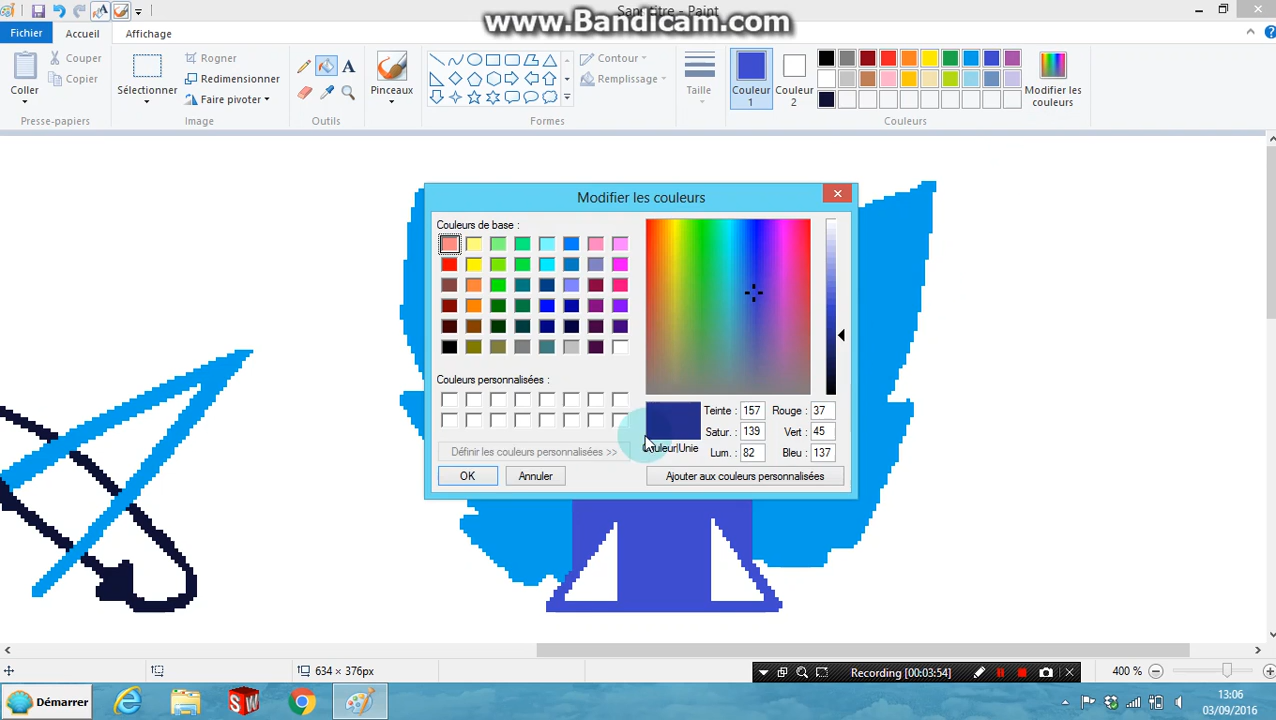 Sans titre - Paint
www.Bandicam.com
Fichier Accueil Affichage
Coller
Couper
Copier
Presse-papiers
Sélectionner
Rogner
Redimensionner
Faire pivoter
Image
Outils
Pinceaux
Contour
Remplissage
Formes
Taille
Couleur 1
Couleur 2
Modifier les couleurs
Couleurs
Modifier les couleurs
Couleurs de base :
Couleurs personnalisées :
Définir les couleurs personnalisées >>
OK Annuler
Couleur|Unie
Teinte : 157 Rouge : 37
Satur. : 139 Vert : 45
Lum. : 82 Bleu : 137
Ajouter aux couleurs personnalisées
634 × 376px
Recording [00:03:54]
400 %
Démarrer
13:06
03/09/2016